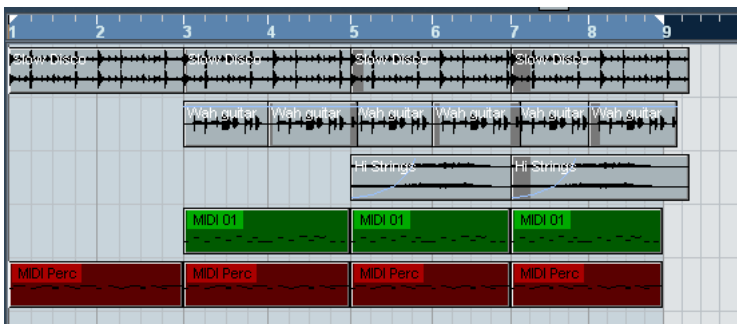 1 2 3 4 5 6 7 8 9
Slow Disco Slow Disco Slow Disco Slow Disco
Wah guitar Wah guitar Wah guitar Wah guitar Wah guitar Wah guitar
Hi Strings Hi Strings
MIDI 01 MIDI 01 MIDI 01
MIDI Perc MIDI Perc MIDI Perc MIDI Perc